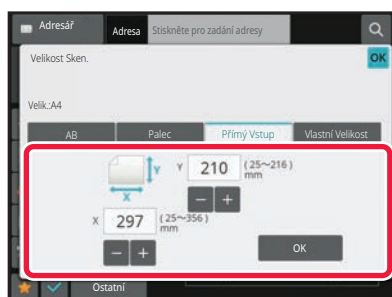 Adresář
Adresa
Stiskněte pro zadání adresy
Velikost Sken.
OK
Velik.:A4
AB
Palec
Přímý Vstup
Vlastní Velikost
Y
Y
210
(25~216)
mm
X
X
297
(25~356)
mm
OK
Ostatní